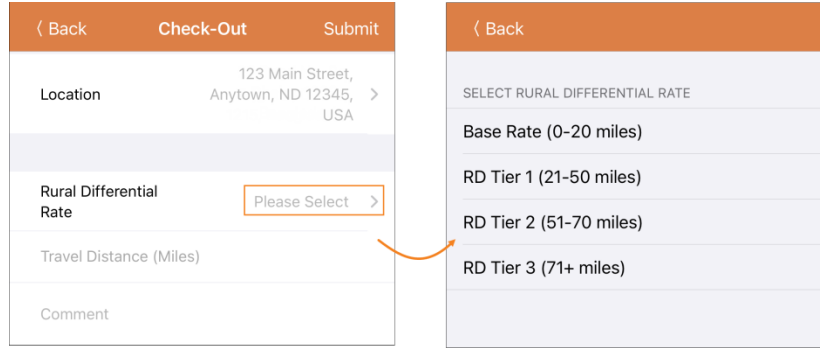 Back Check-Out Submit
Location
123 Main Street,
Anytown, ND 12345,
USA
Rural Differential
Rate
Please Select
Travel Distance (Miles)
Comment
Back
SELECT RURAL DIFFERENTIAL RATE
Base Rate (0-20 miles)
RD Tier 1 (21-50 miles)
RD Tier 2 (51-70 miles)
RD Tier 3 (71+ miles)